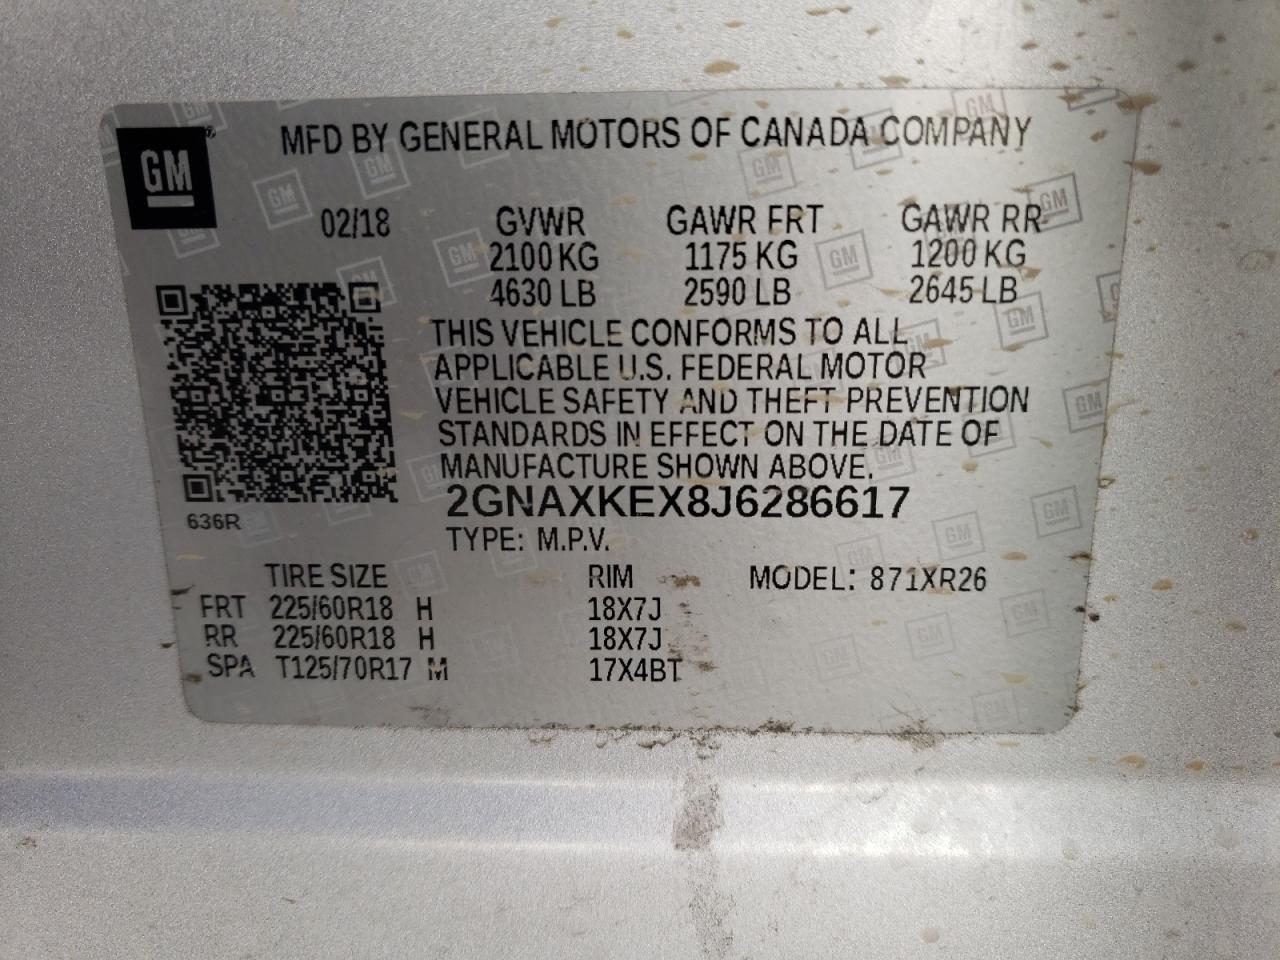 GM
MFD BY GENERAL MOTORS OF CANADA COMPANY
02/18 GVWR GAWR FRT GAWR RR
2100 KG 1175 KG 1200 KG
4630 LB 2590 LB 2645 LB
THIS VEHICLE CONFORMS TO ALL
APPLICABLE U.S. FEDERAL MOTOR
VEHICLE SAFETY AND THEFT PREVENTION
STANDARDS IN EFFECT ON THE DATE OF
MANUFACTURE SHOWN ABOVE.
2GNAXKEX8J6286617
636R
TYPE: M.P.V.
TIRE SIZE RIM MODEL: 871XR26
FRT 225/60R18 H 18X7J
RR 225/60R18 H 18X7J
SPA T125/70R17 M 17X4BT